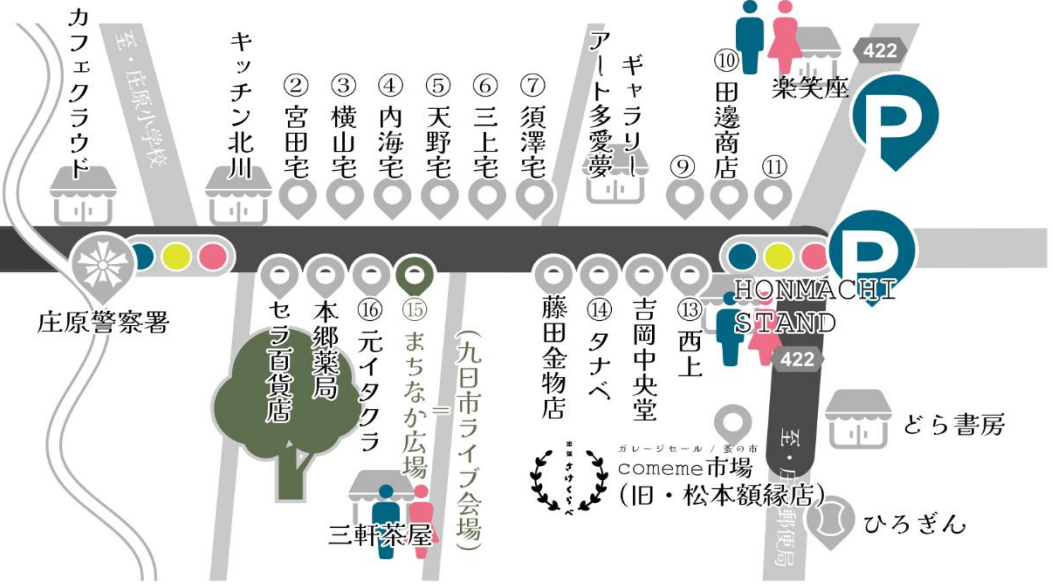 カフェクラウド
至・庄原小学校
キッチン北川
②宮田宅
③横山宅
④内海宅
⑤天野宅
⑥三上宅
⑦須澤宅
ギャラリー
アート多愛夢
⑨
⑩田邊商店
⑪
楽笑座
422
P
P
庄原警察署
セラ百貨店
本郷薬局
⑯元イタクラ
⑮まちなか広場
=
(九日市ライブ会場)
藤田金物店
⑭タナベ
吉岡中央堂
⑬西上
HONMACHI
STAND
422
三軒茶屋
出張
さけくらべ
ガレージセール / 蚤の市
comeme市場
(旧・松本額縁店)
どら書房
至・庄原郵便局
ひろぎん